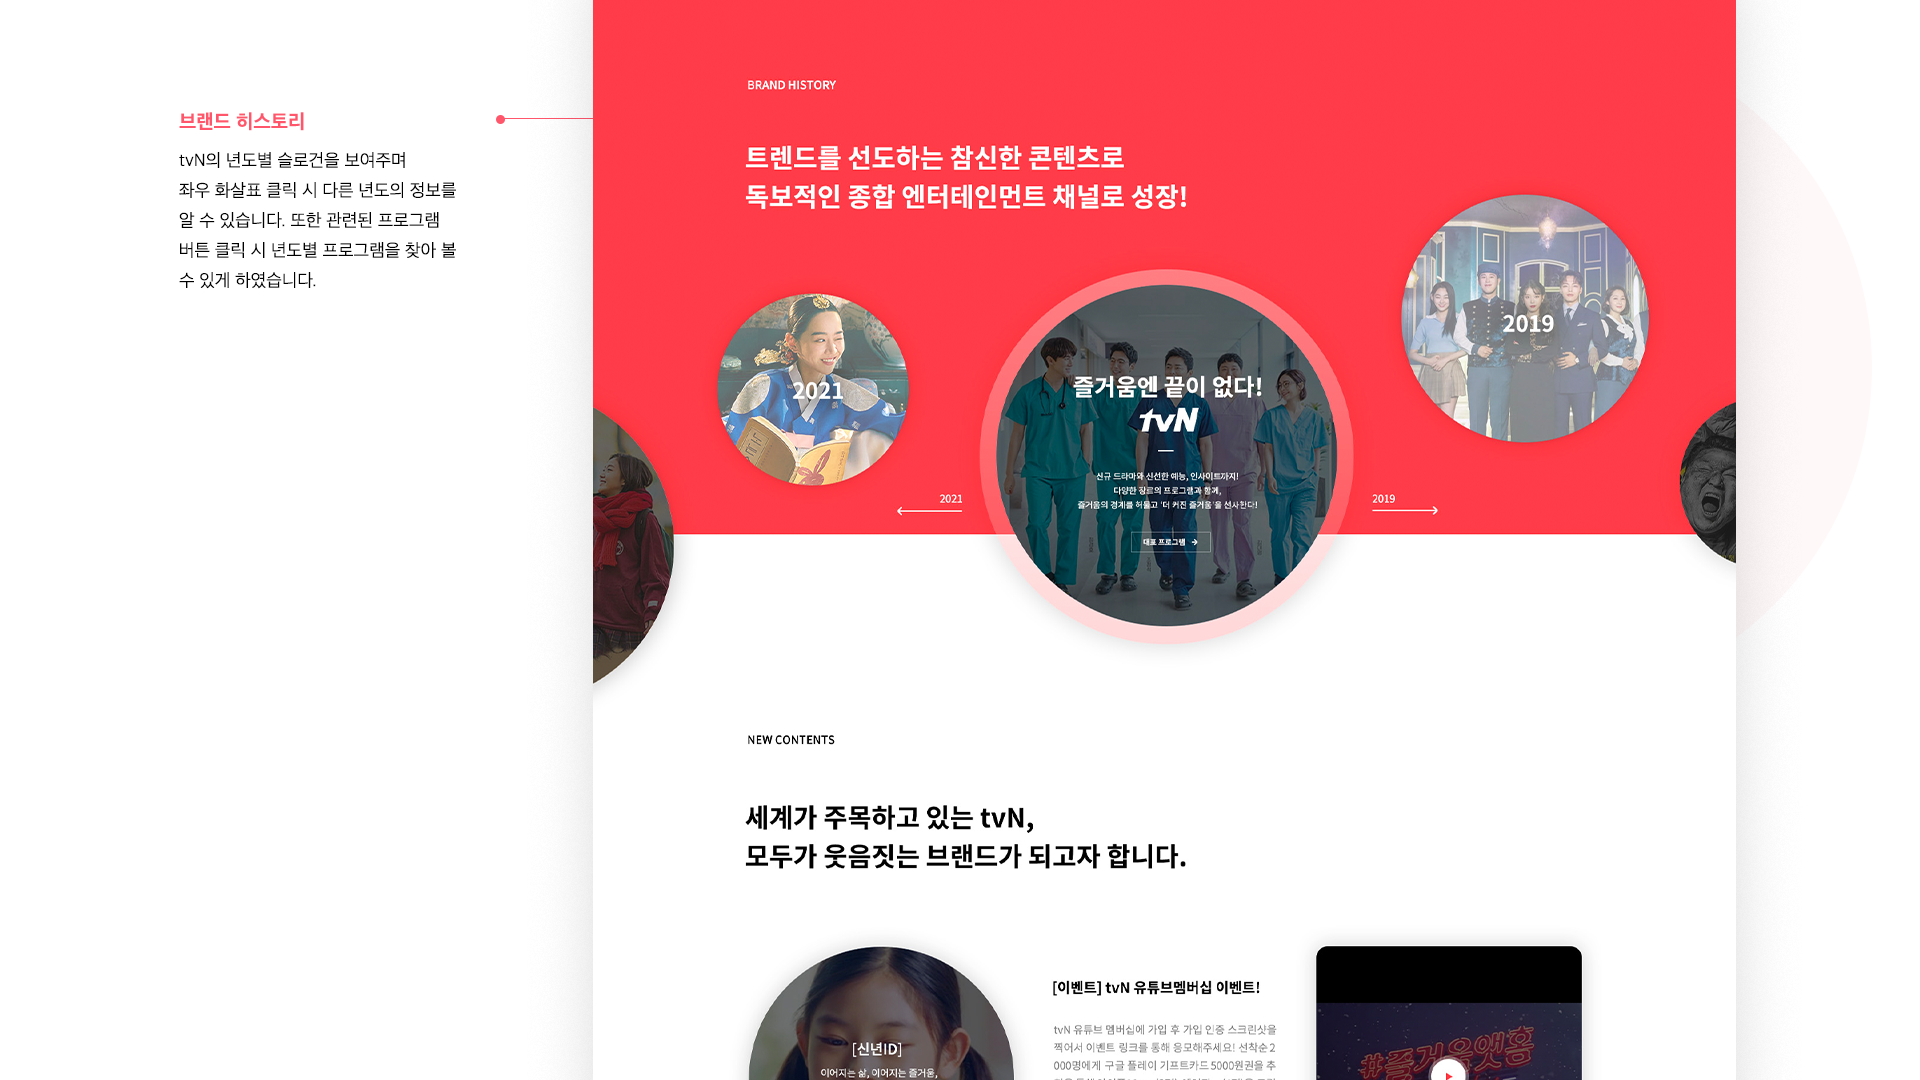 브랜드 히스토리
tvN의 년도별 슬로건을 보여주며
좌우 화살표 클릭 시 다른 년도의 정보를
알 수 있습니다. 또한 관련된 프로그램
버튼 클릭 시 년도별 프로그램을 찾아 볼
수 있게 하였습니다.
BRAND HISTORY
트렌드를 선도하는 참신한 콘텐츠로
독보적인 종합 엔터테인먼트 채널로 성장!
2021
즐거움엔 끝이 없다!
tvN
신규 드라마와 신선한 예능, 인사이트까지!
다양한 장르의 프로그램과 함께,
즐거움의 경계를 허물고 '더 커진 즐거움'을 선사한다!
대표 프로그램
2019
2021
2019
NEW CONTENTS
세계가 주목하고 있는 tvN,
모두가 웃음짓는 브랜드가 되고자 합니다.
[신년ID]
이어지는 삶, 이어지는 즐거움,
[이벤트] tvN 유튜브멤버십 이벤트!
tvN 유튜브 멤버십에 가입 후 가입 인증 스크린샷을
찍어서 이벤트 링크를 통해 응모해주세요! 선착순 2
000명에게 구글 플레이 기프트카드 5000원권을 추
#즐거움앳홈